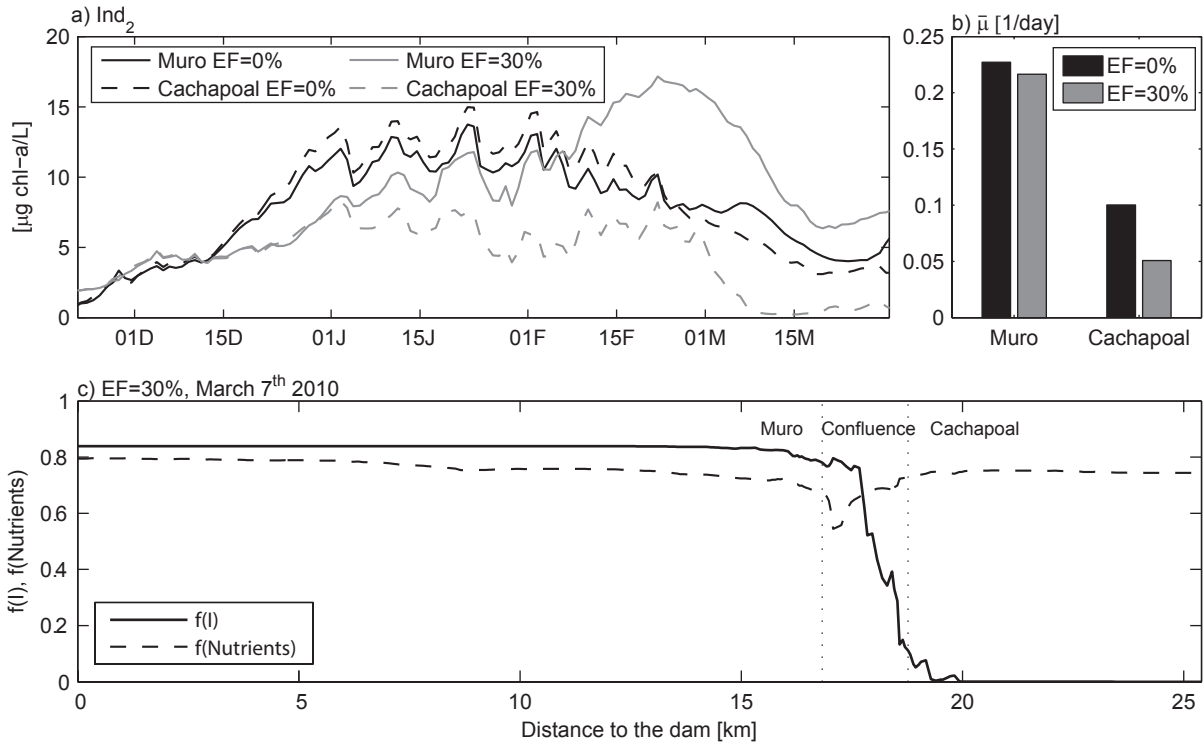 a) Ind2
20
15
10
5
0
[μg chl−a/L]
Muro EF=0%
Muro EF=30%
Cachapoal EF=0%
Cachapoal EF=30%
01D 15D 01J 15J 01F 15F 01M 15M
b) μ̄ [1/day]
0.25
0.2
0.15
0.1
0.05
0
EF=0%
EF=30%
Muro Cachapoal
c) EF=30%, March 7th 2010
1
0.8
0.6
0.4
0.2
0
f(I), f(Nutrients)
Muro Confluence Cachapoal
f(I)
f(Nutrients)
0 5 10 15 20 25
Distance to the dam [km]